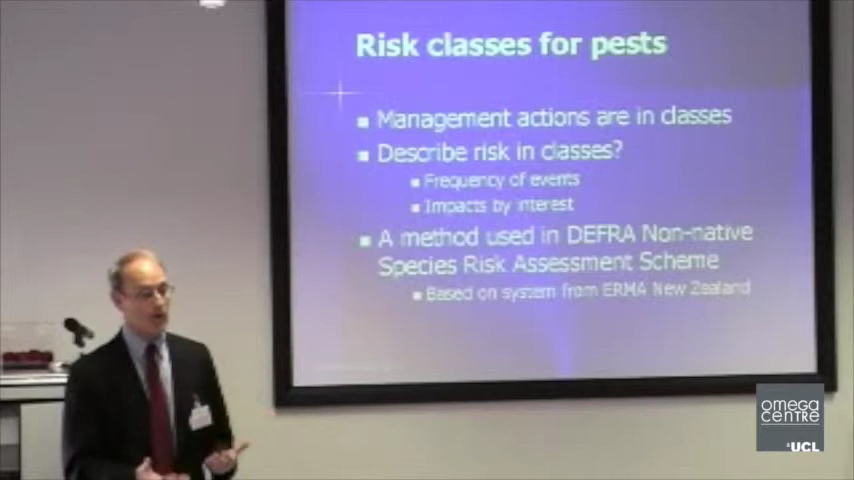 Risk classes for pests
Management actions are in classes
Describe risk in classes?
Frequency of events
Impacts by interest
A method used in DEFRA Non-native
Species Risk Assessment Scheme
Based on system from ERMA New Zealand
omega
centre
UCL